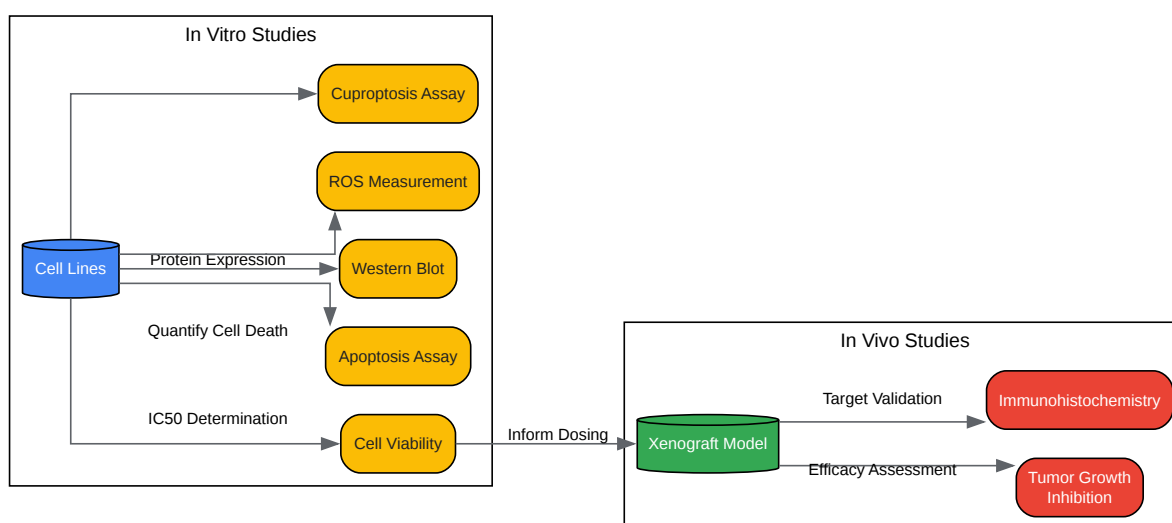 In Vitro Studies
Cuproptosis Assay
ROS Measurement
Cell Lines
Protein Expression
Western Blot
Quantify Cell Death
Apoptosis Assay
IC50 Determination
Cell Viability
Inform Dosing
In Vivo Studies
Xenograft Model
Target Validation
Immunohistochemistry
Efficacy Assessment
Tumor Growth
Inhibition